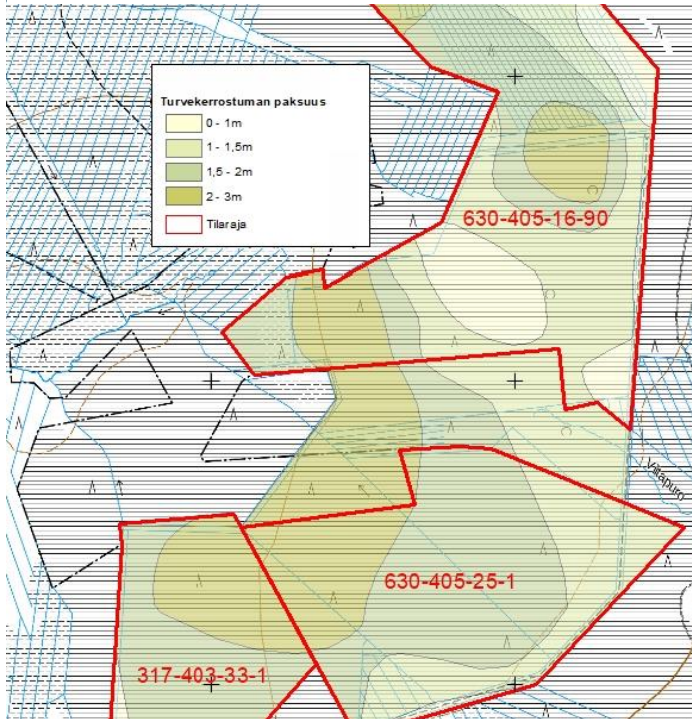 Turvekerrostuman paksuus
0 - 1m
1 - 1,5m
1,5 - 2m
2 - 3m
Tilaraja
630-405-16-90
Viitapuro
630-405-25-1
317-403-33-1